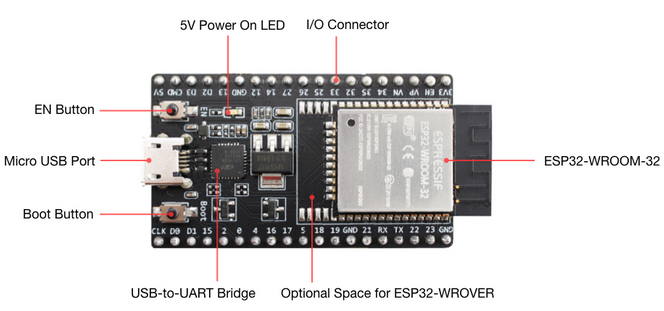 5V Power On LED
I/O Connector
5V CMD D3 D2 13 GND 12 14 27 26 25 33 32 35 34 VN VP EN 3V3
EN Button
EN
ESPRESSIF
ESP32-WROOM-32
Micro USB Port
ESP32-WROOM-32
Boot Button
Boot
CLK D0 D1 15 2 0 4 16 17 5 18 19 GND 21 RX TX 22 23 GND
USB-to-UART Bridge
Optional Space for ESP32-WROVER